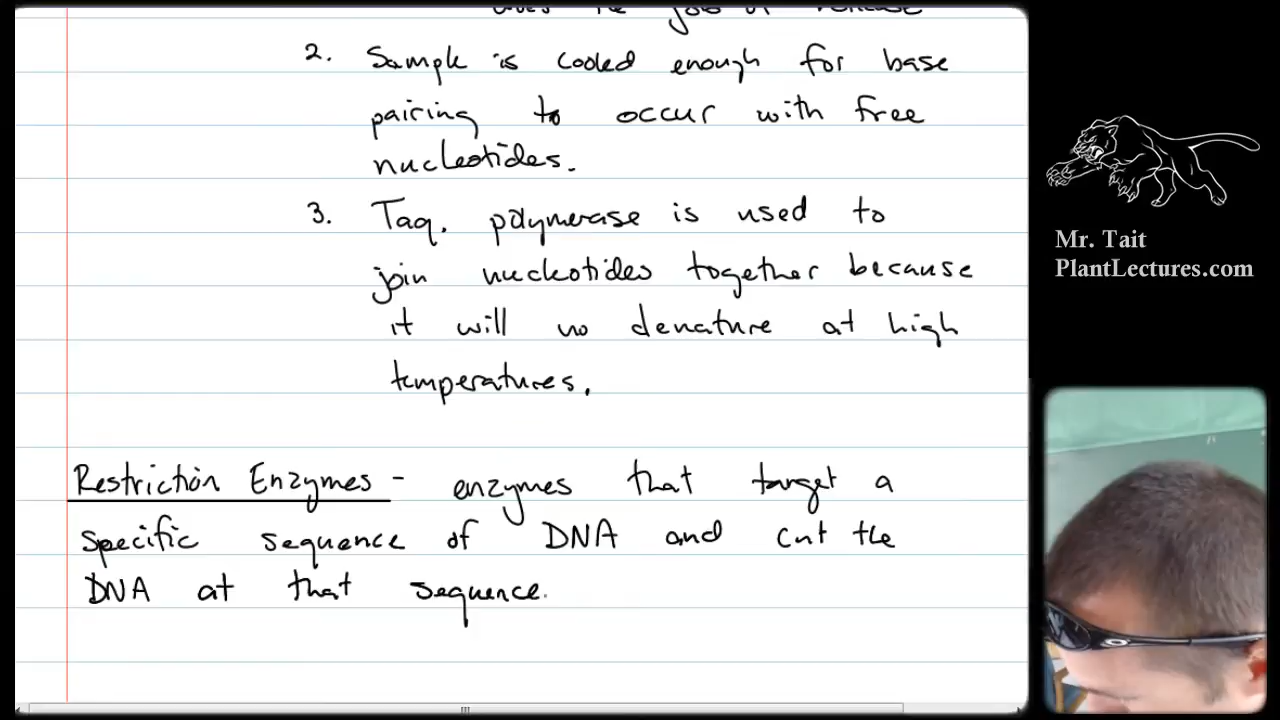 2. Sample is cooled enough for base
pairing to occur with free
nucleotides.
3. Taq. polymerase is used to
join nucleotides together because
it will no denature at high
temperatures.
Restriction Enzymes - enzymes that target a
specific sequence of DNA and cut the
DNA at that sequence.
Mr. Tait
PlantLectures.com